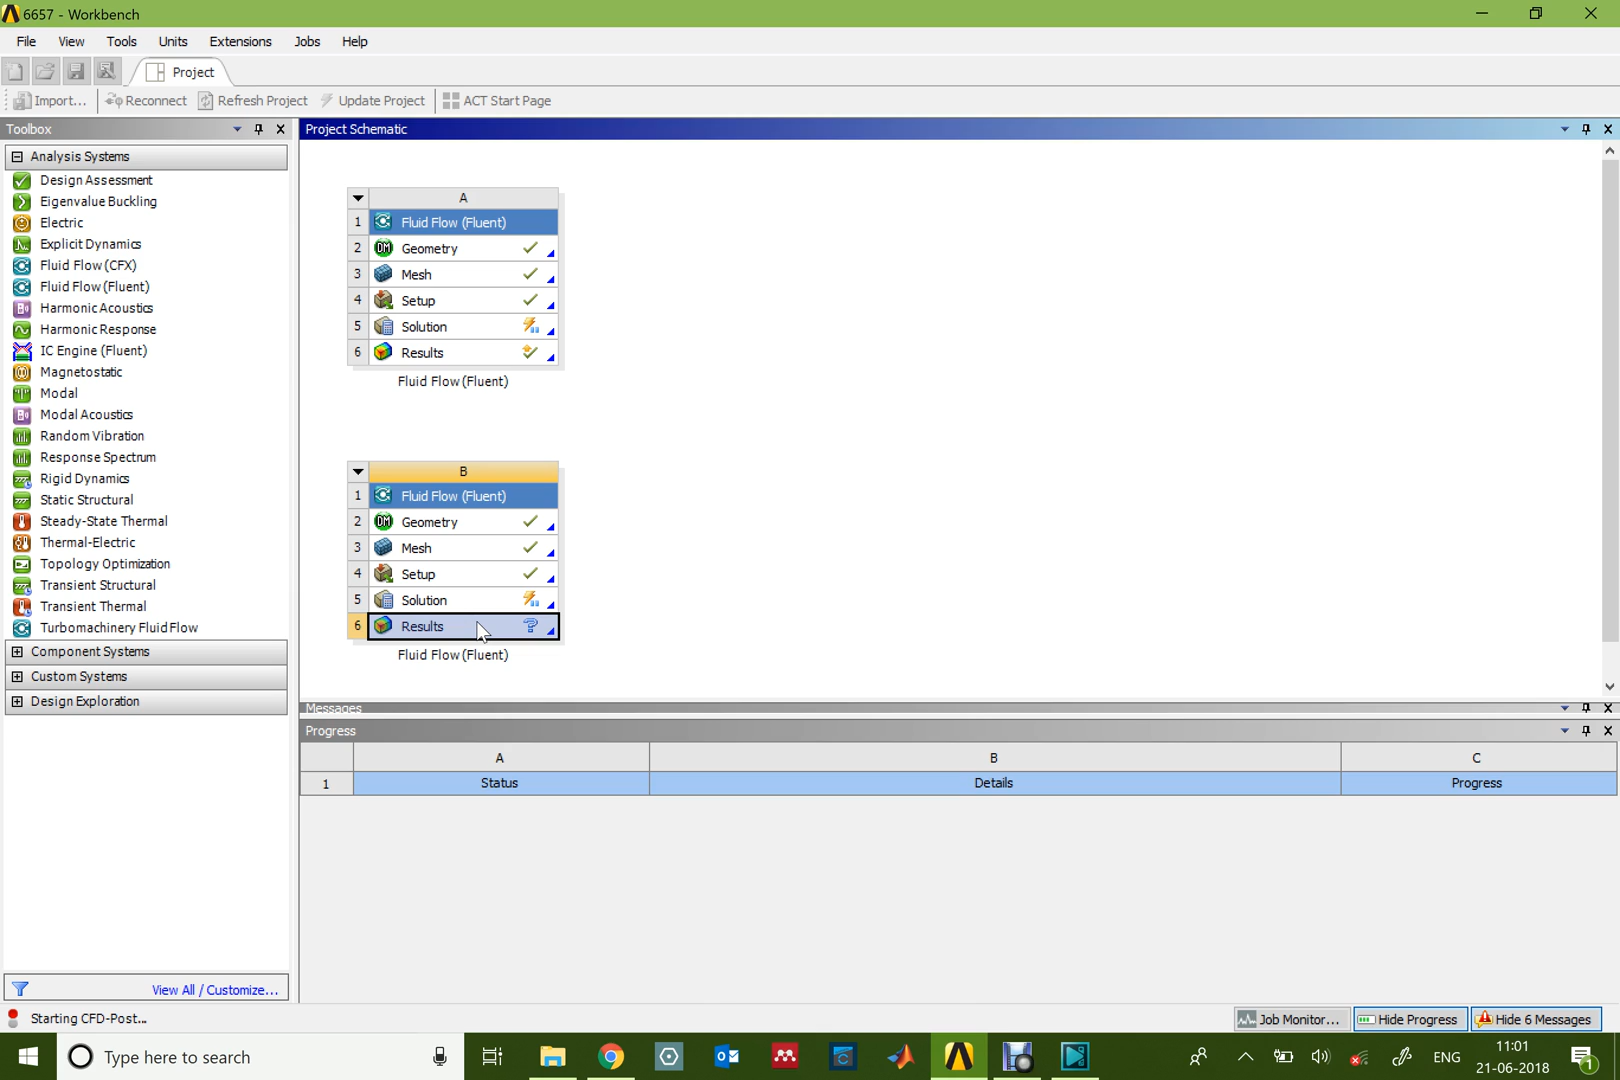 6657 - Workbench
File View Tools Units Extensions Jobs Help
Project
Import... Reconnect Refresh Project Update Project ACT Start Page
Toolbox
Project Schematic
Analysis Systems
Design Assessment
Eigenvalue Buckling
Electric
Explicit Dynamics
Fluid Flow (CFX)
Fluid Flow (Fluent)
Harmonic Acoustics
Harmonic Response
IC Engine (Fluent)
Magnetostatic
Modal
Modal Acoustics
Random Vibration
Response Spectrum
Rigid Dynamics
Static Structural
Steady-State Thermal
Thermal-Electric
Topology Optimization
Transient Structural
Transient Thermal
Turbomachinery Fluid Flow
Component Systems
Custom Systems
Design Exploration
View All / Customize...
A
1 Fluid Flow (Fluent)
2 DM Geometry
3 Mesh
4 Setup
5 Solution
6 Results
Fluid Flow (Fluent)
B
1 Fluid Flow (Fluent)
2 DM Geometry
3 Mesh
4 Setup
5 Solution
6 Results
Fluid Flow (Fluent)
Messages
Progress
A B C
1 Status Details Progress
Starting CFD-Post...
Job Monitor... Hide Progress Hide 6 Messages
Type here to search
ENG
11:01
21-06-2018
1